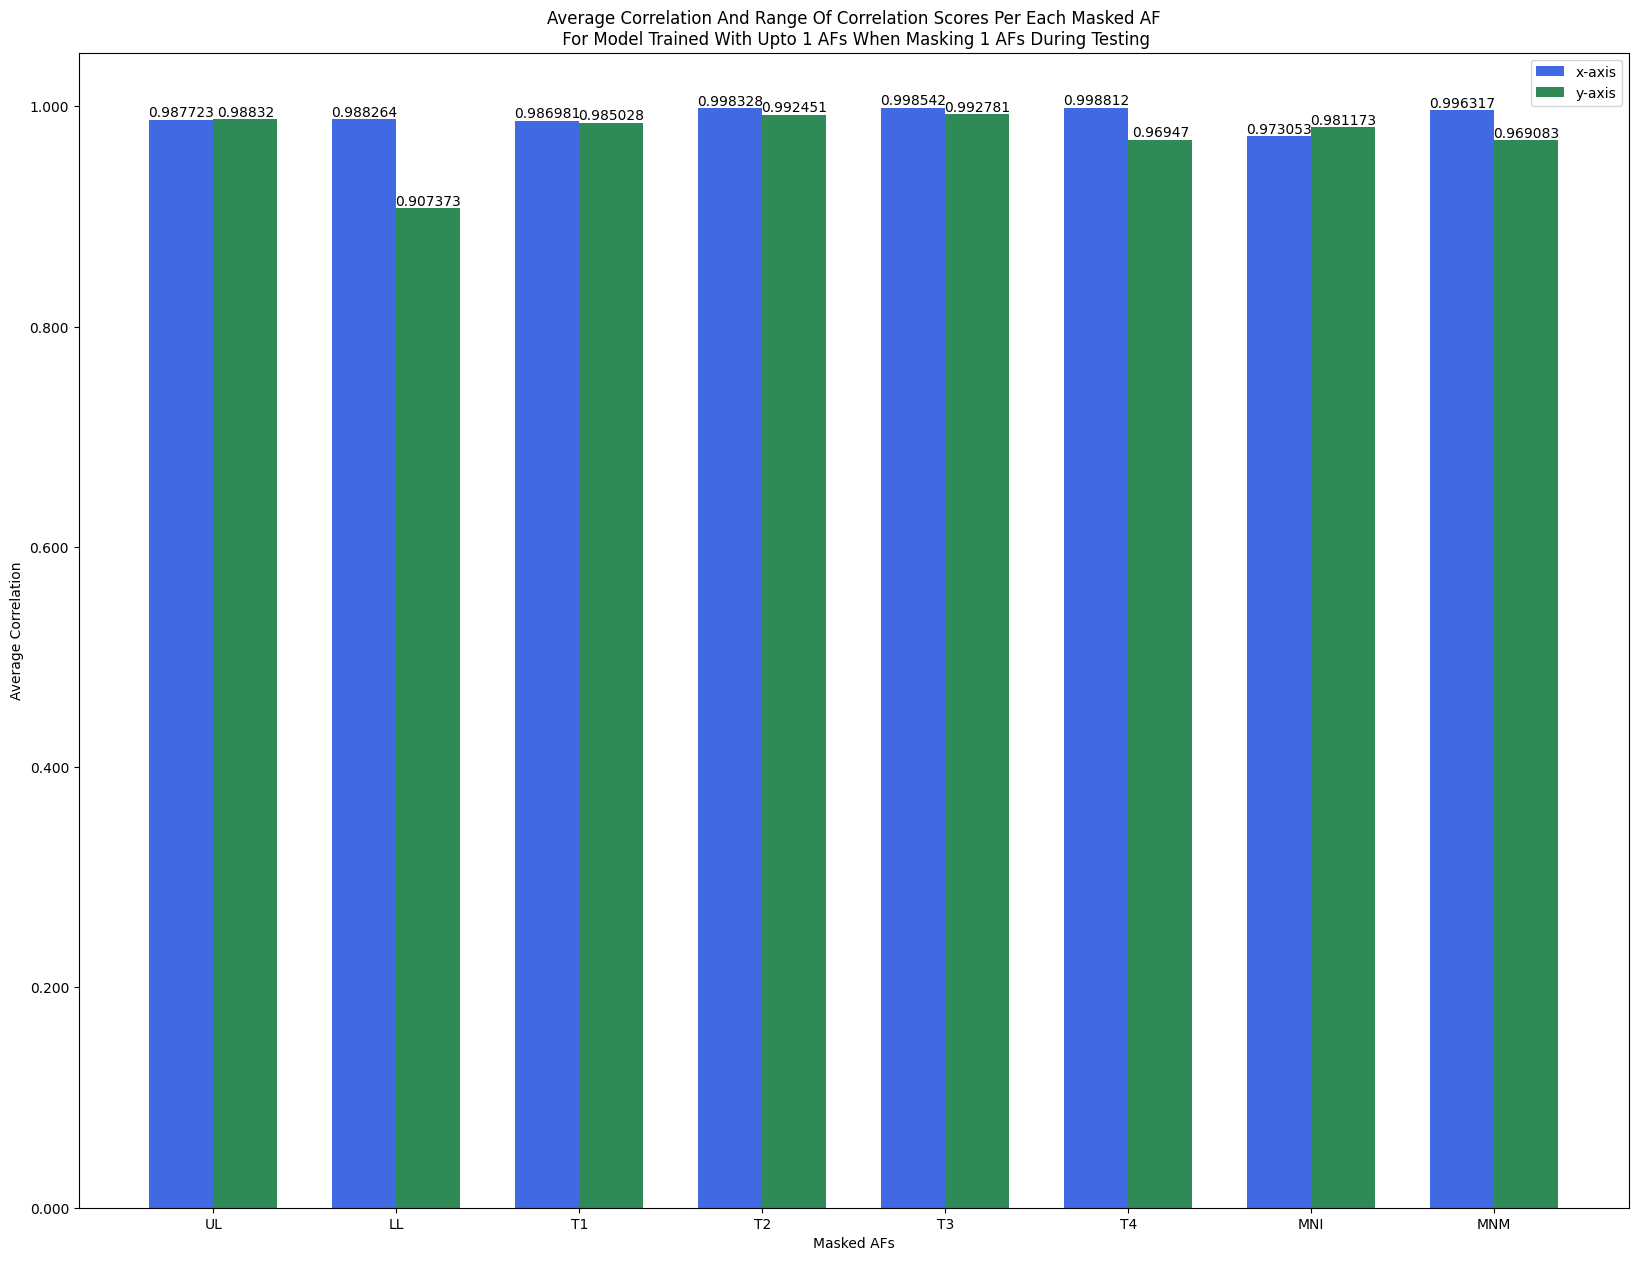 Average Correlation And Range Of Correlation Scores Per Each Masked AF
For Model Trained With Upto 1 AFs When Masking 1 AFs During Testing
x-axis
y-axis
0.987723 0.98832 0.988264 0.907373 0.986981 0.985028 0.998328 0.992451 0.998542 0.992781 0.998812 0.96947 0.973053 0.981173 0.996317 0.969083
1.000
0.800
0.600
0.400
0.200
0.000
Average Correlation
UL LL T1 T2 T3 T4 MNI MNM
Masked AFs